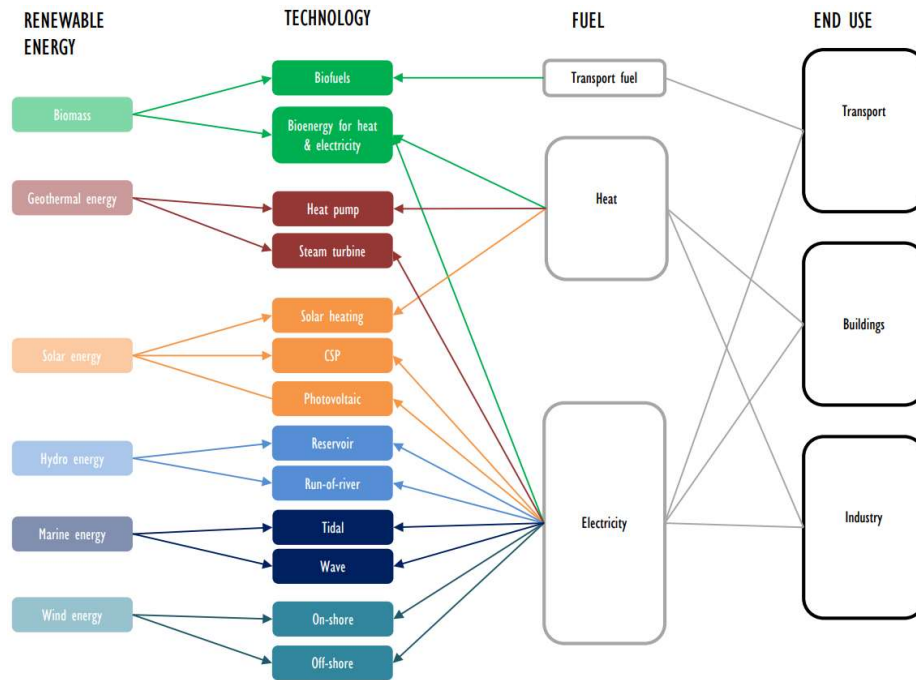 RENEWABLE
ENERGY
TECHNOLOGY
FUEL
END USE
Biomass
Geothermal energy
Solar energy
Hydro energy
Marine energy
Wind energy
Biofuels
Bioenergy for heat
& electricity
Heat pump
Steam turbine
Solar heating
CSP
Photovoltaic
Reservoir
Run-of-river
Tidal
Wave
On-shore
Off-shore
Transport fuel
Heat
Electricity
Transport
Buildings
Industry